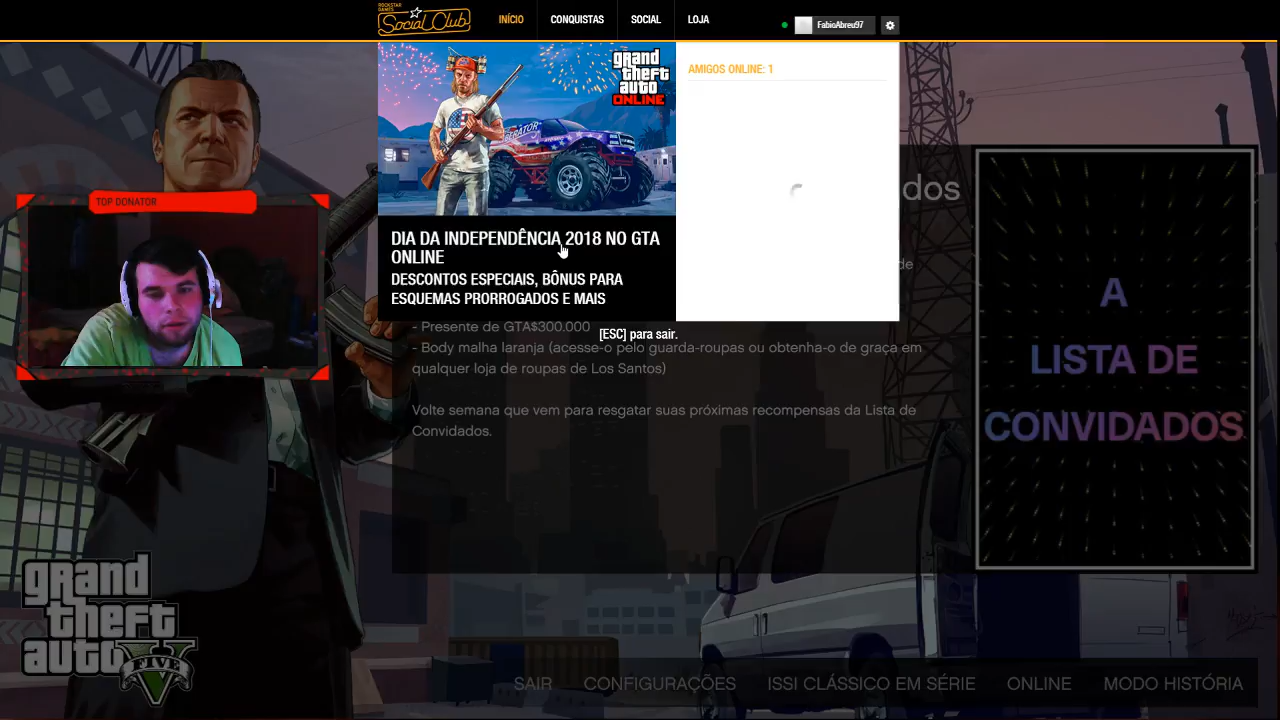 ROCKSTAR GAMES
Social Club
INÍCIO
CONQUISTAS
SOCIAL
LOJA
FabioAbreu97
AMIGOS ONLINE: 1
grand
theft
auto
ONLINE
DIA DA INDEPENDÊNCIA 2018 NO GTA
ONLINE
DESCONTOS ESPECIAIS, BÔNUS PARA
ESQUEMAS PRORROGADOS E MAIS
[ESC] para sair.
TOP DONATOR
dos
de
- Presente de GTA$300.000
- Body malha laranja (acesse-o pelo guarda-roupas ou obtenha-o de graça em
qualquer loja de roupas de Los Santos)
Volte semana que vem para resgatar suas próximas recompensas da Lista de
Convidados.
A
LISTA DE
CONVIDADOS
grand
theft
auto
FIVE
SAIR
CONFIGURAÇÕES
ISSI CLÁSSICO EM SÉRIE
ONLINE
MODO HISTÓRIA